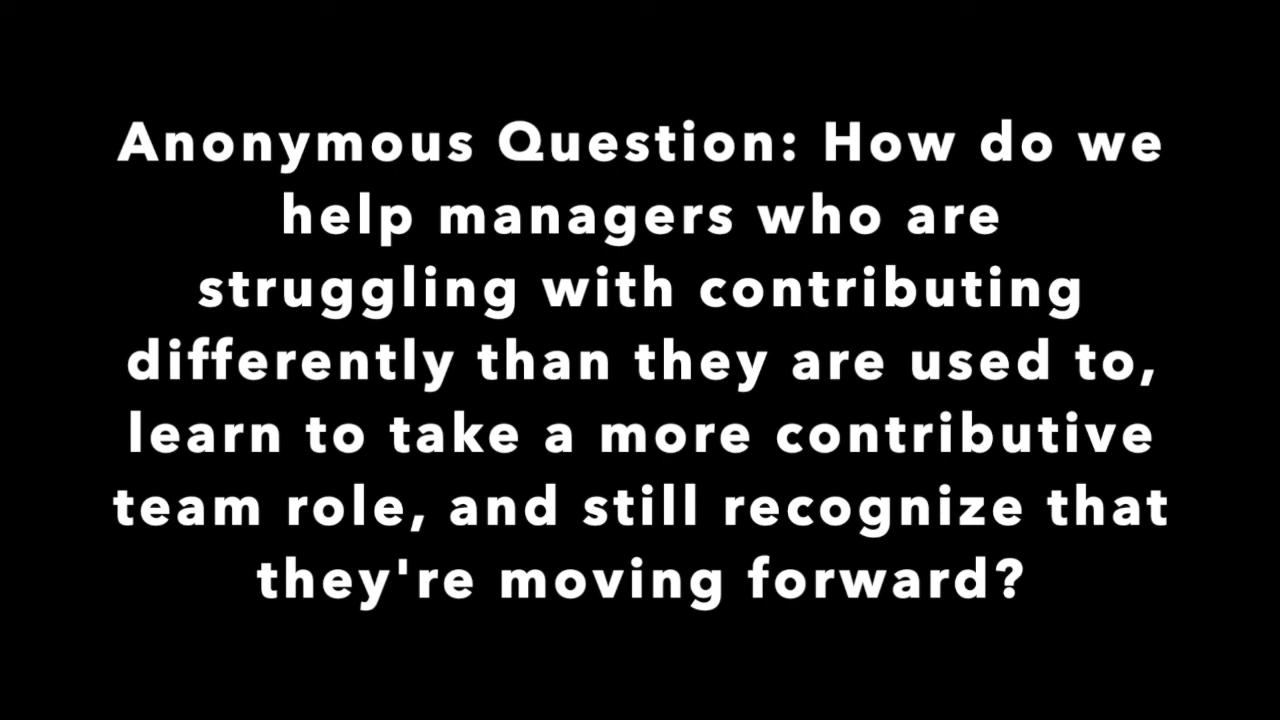 Anonymous Question: How do we
help managers who are
struggling with contributing
differently than they are used to,
learn to take a more contributive
team role, and still recognize that
they're moving forward?